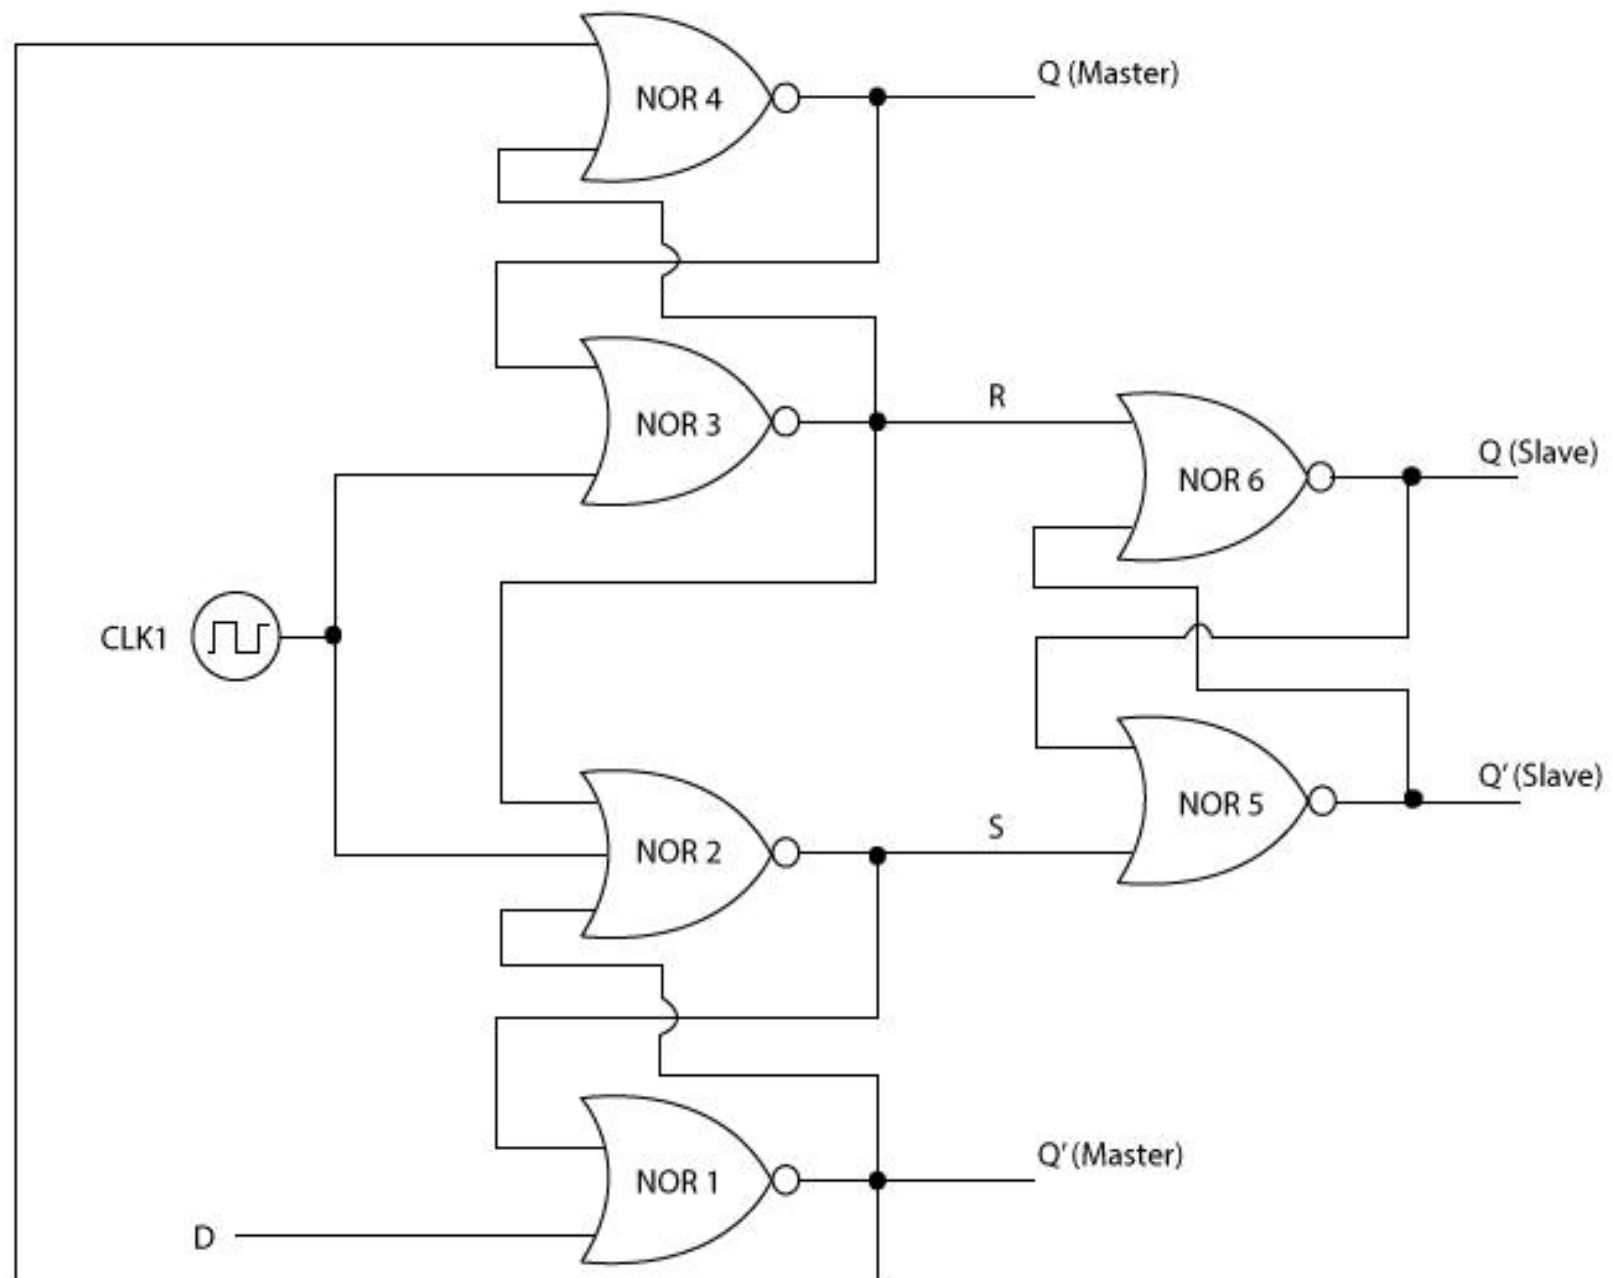 Q (Master)
NOR 4
R
NOR 3
Q (Slave)
NOR 6
CLK1
Q' (Slave)
NOR 5
S
NOR 2
Q' (Master)
NOR 1
D